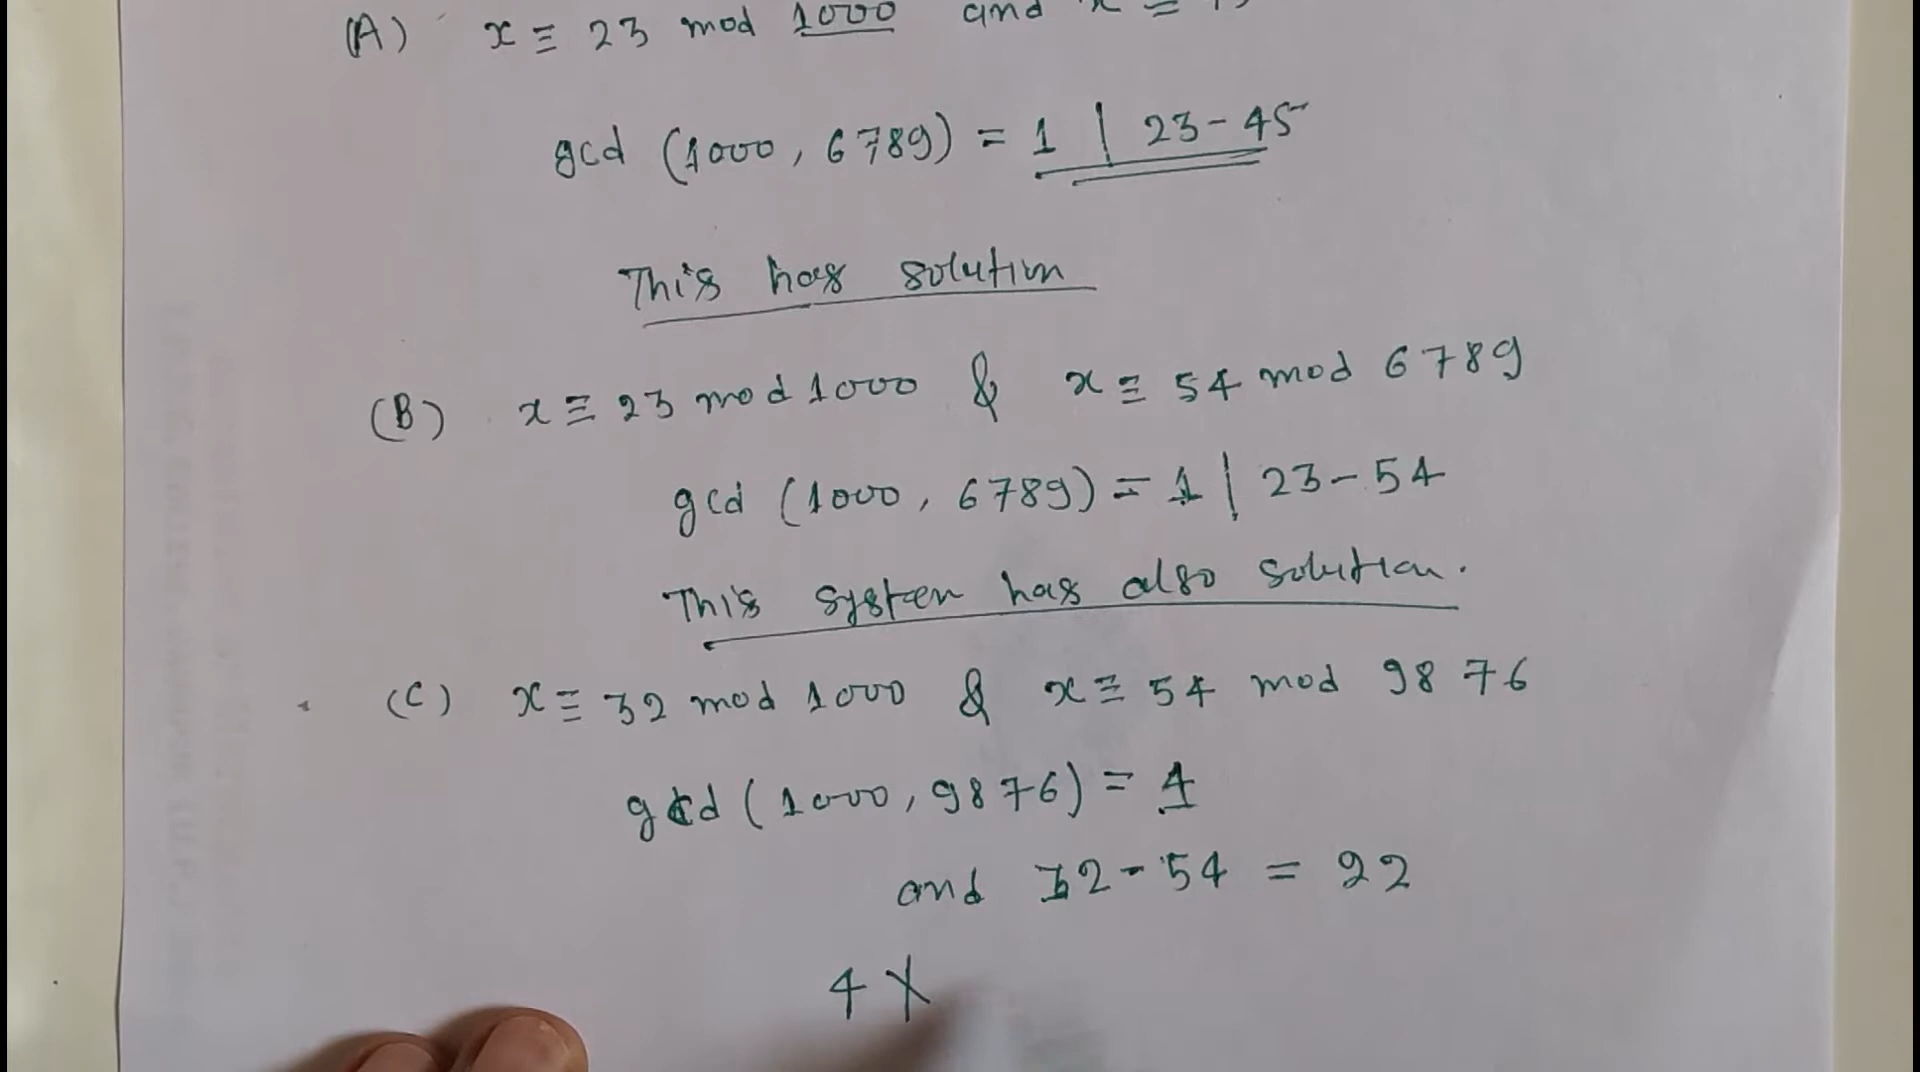 (A) x ≡ 23 mod 1000 and x ≡
gcd (1000, 6789) = 1 | 23-45
This has solution
(B) x ≡ 23 mod 1000 & x ≡ 54 mod 6789
gcd (1000, 6789) = 1 | 23-54
This system has also solution.
(C) x ≡ 32 mod 1000 & x ≡ 54 mod 9876
gcd (1000, 9876) = 4
and 32-54 = 22
4 ∤